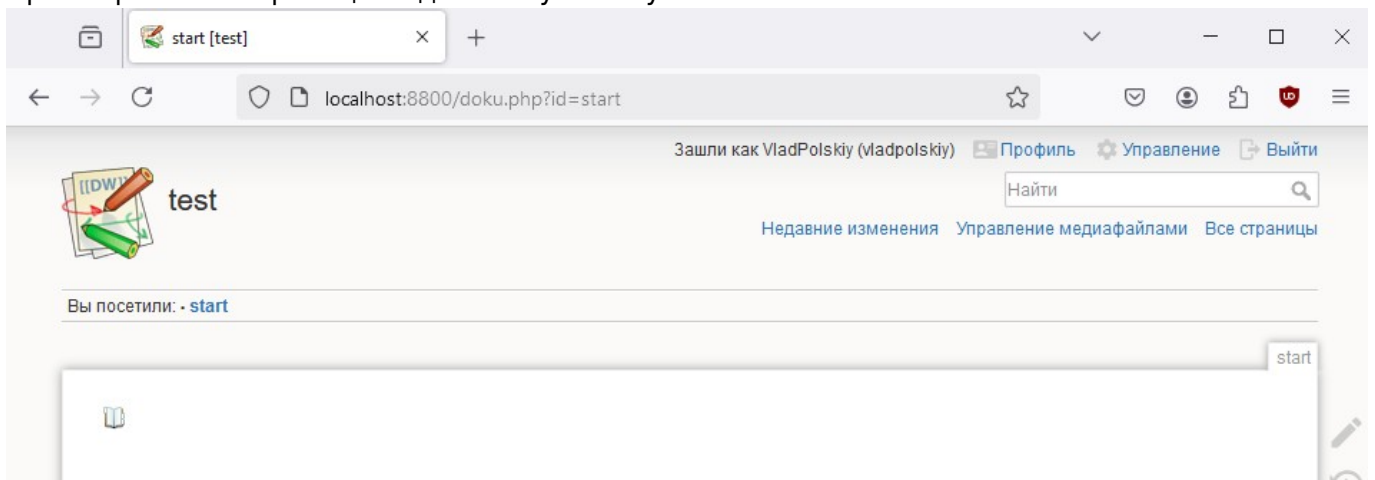 start [test]
localhost:8800/doku.php?id=start
Зашли как VladPolskiy (vladpolskiy) Профиль Управление Выйти
[[DW]]
test
Найти
Недавние изменения Управление медиафайлами Все страницы
Вы посетили: • start
start